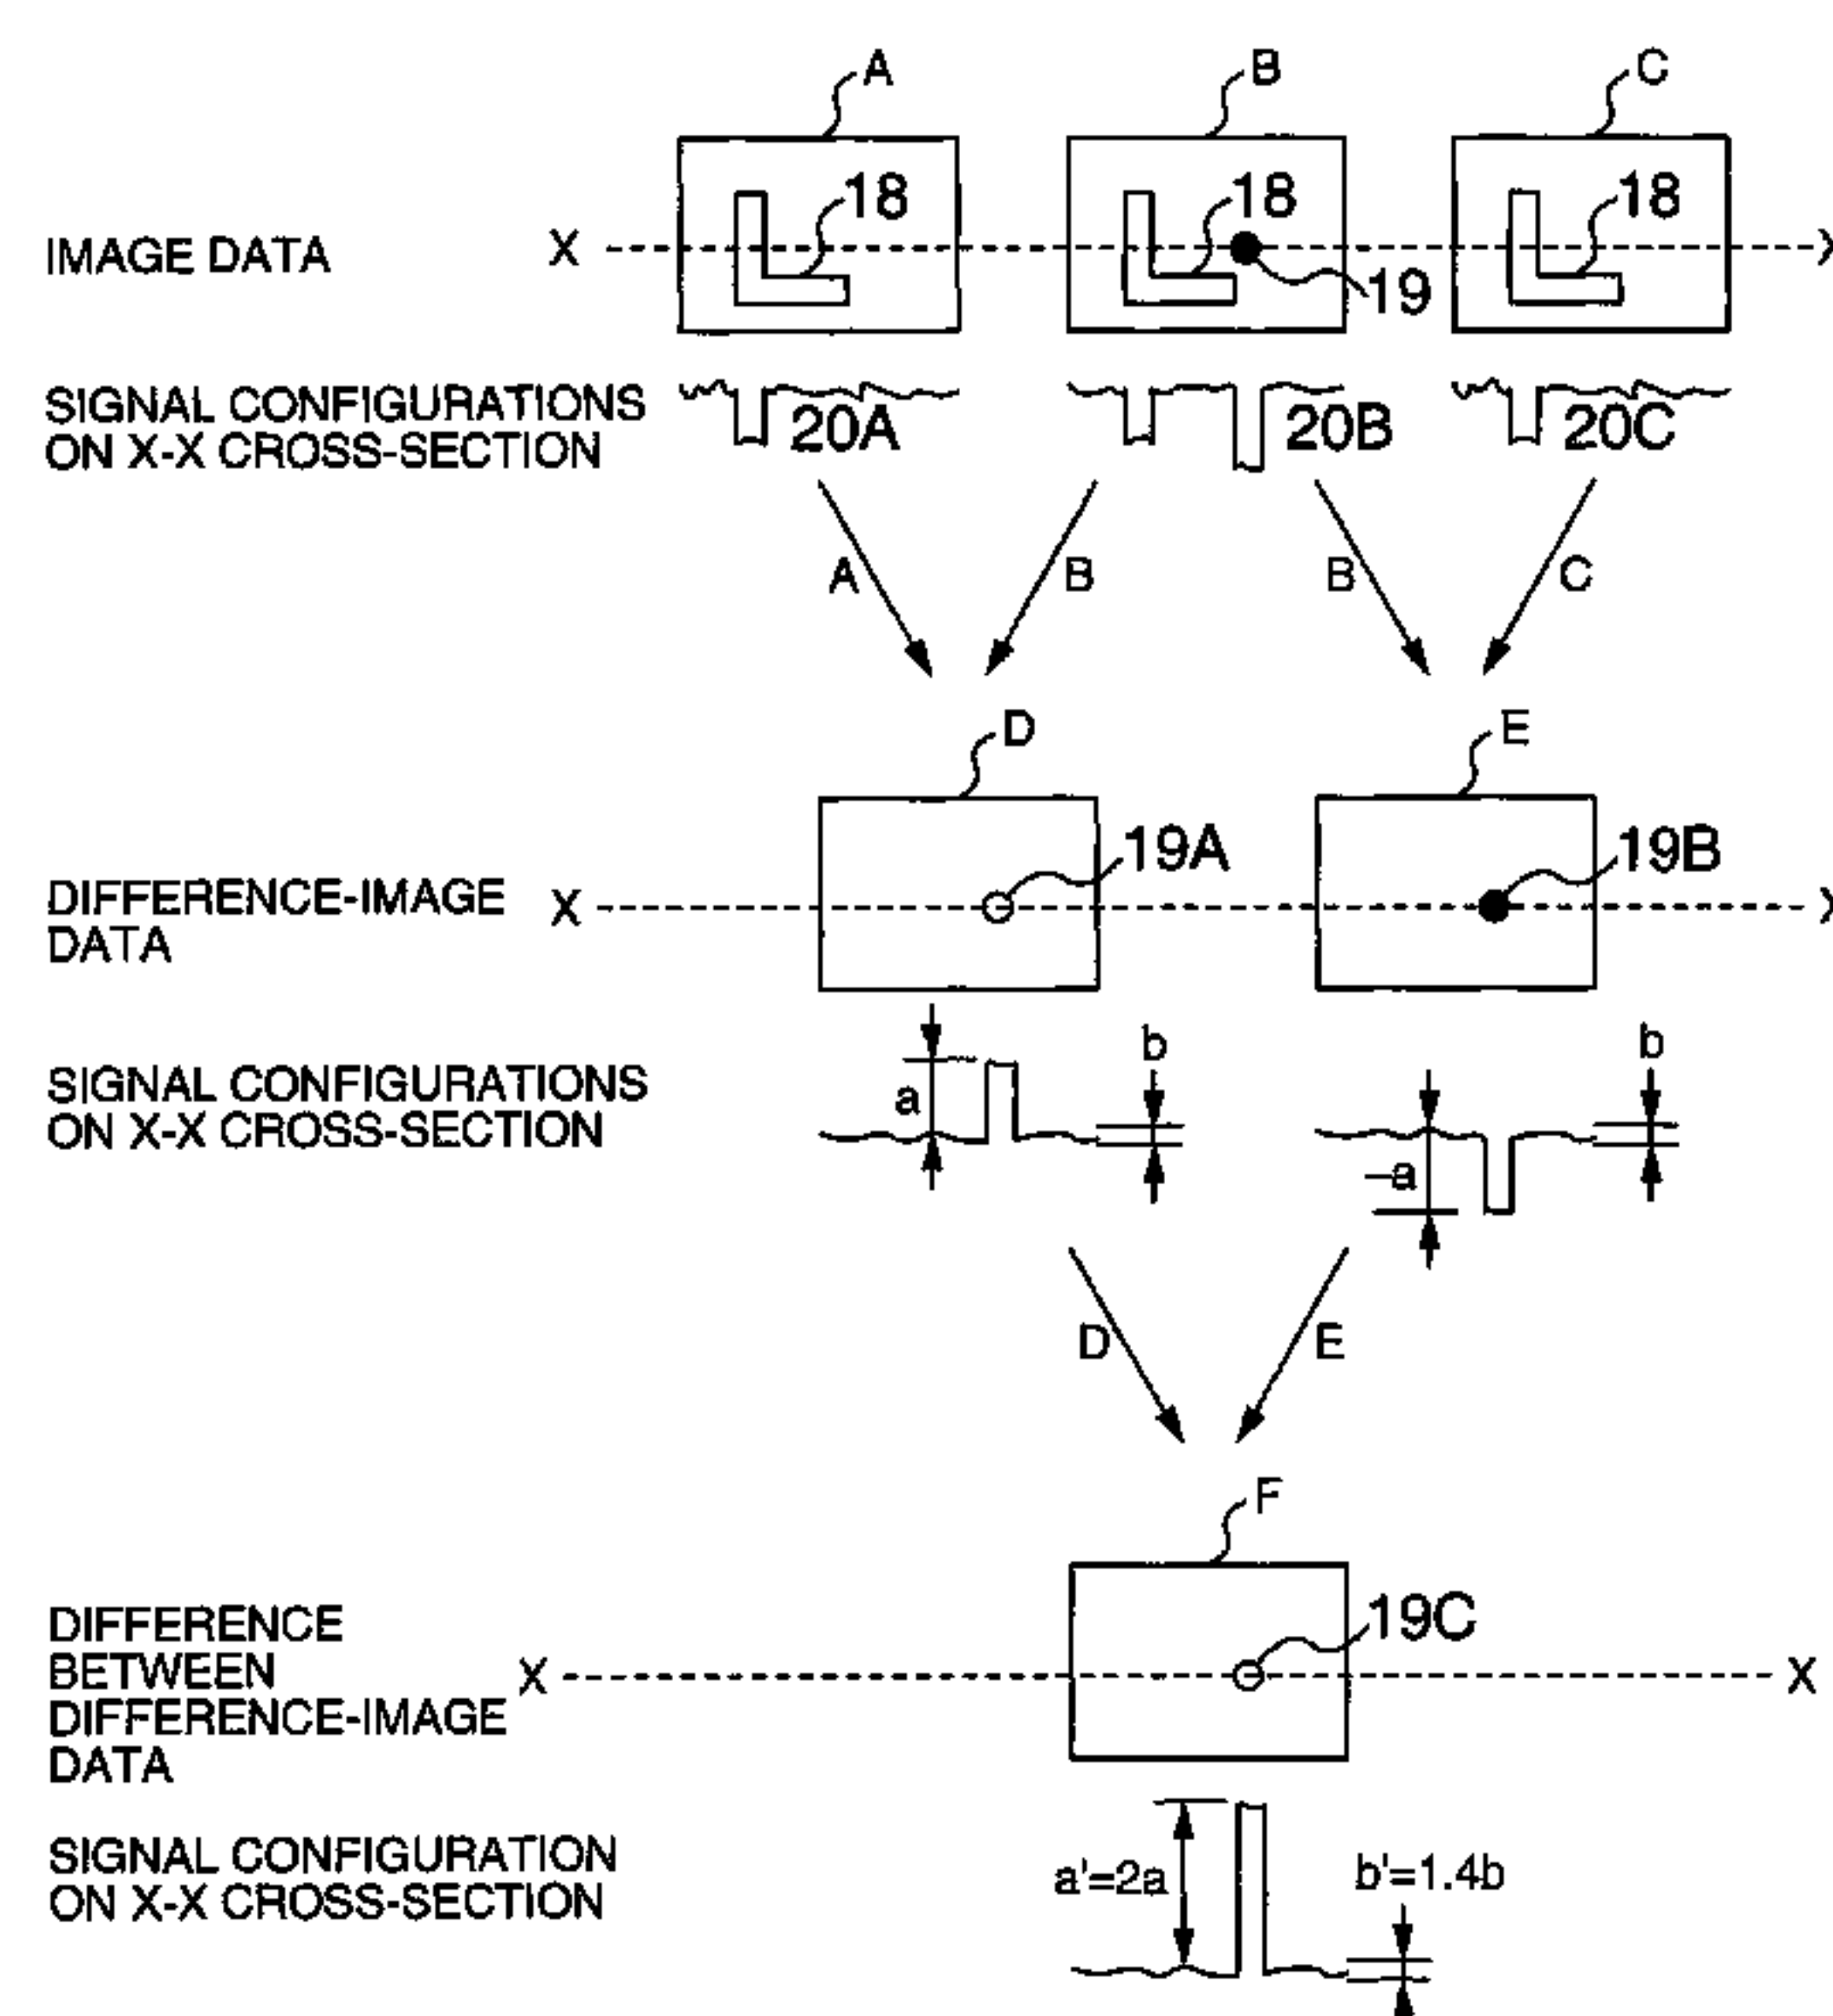 A B C
18 18 18
IMAGE DATA X X
19
SIGNAL CONFIGURATIONS
ON X-X CROSS-SECTION
20A 20B 20C
A B B C
D E
19A 19B
DIFFERENCE-IMAGE
DATA
X
b b
SIGNAL CONFIGURATIONS
ON X-X CROSS-SECTION
a -a
D E
F
19C
DIFFERENCE
BETWEEN
DIFFERENCE-IMAGE
DATA
X X
SIGNAL CONFIGURATION
ON X-X CROSS-SECTION
a'=2a b'=1.4b